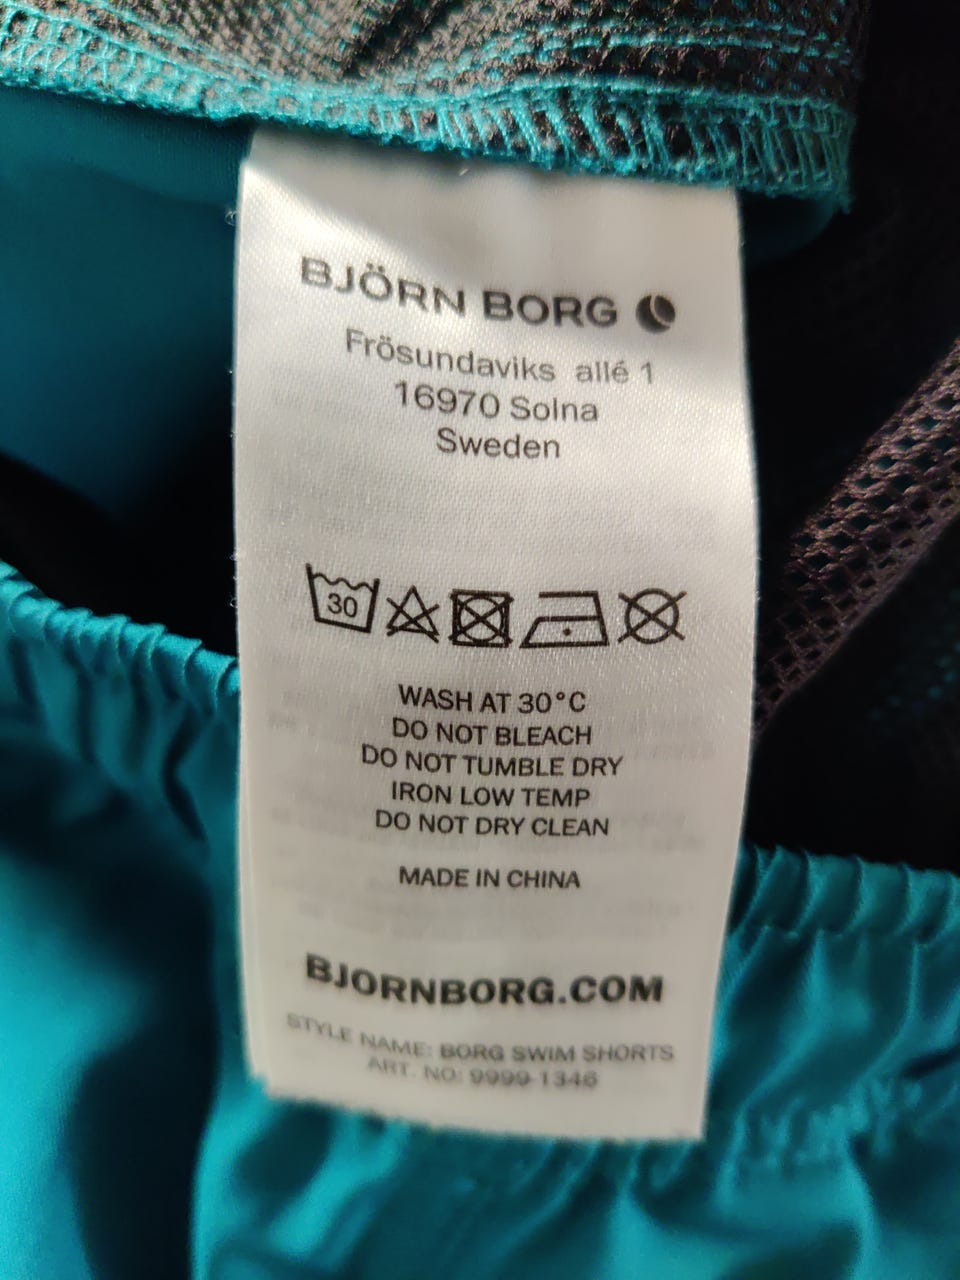 BJÖRN BORG
Frösundaviks allé 1
16970 Solna
Sweden
30
WASH AT 30°C
DO NOT BLEACH
DO NOT TUMBLE DRY
IRON LOW TEMP
DO NOT DRY CLEAN
MADE IN CHINA
BJORNBORG.COM
STYLE NAME: BORG SWIM SHORTS
ART. NO: 9999-1346